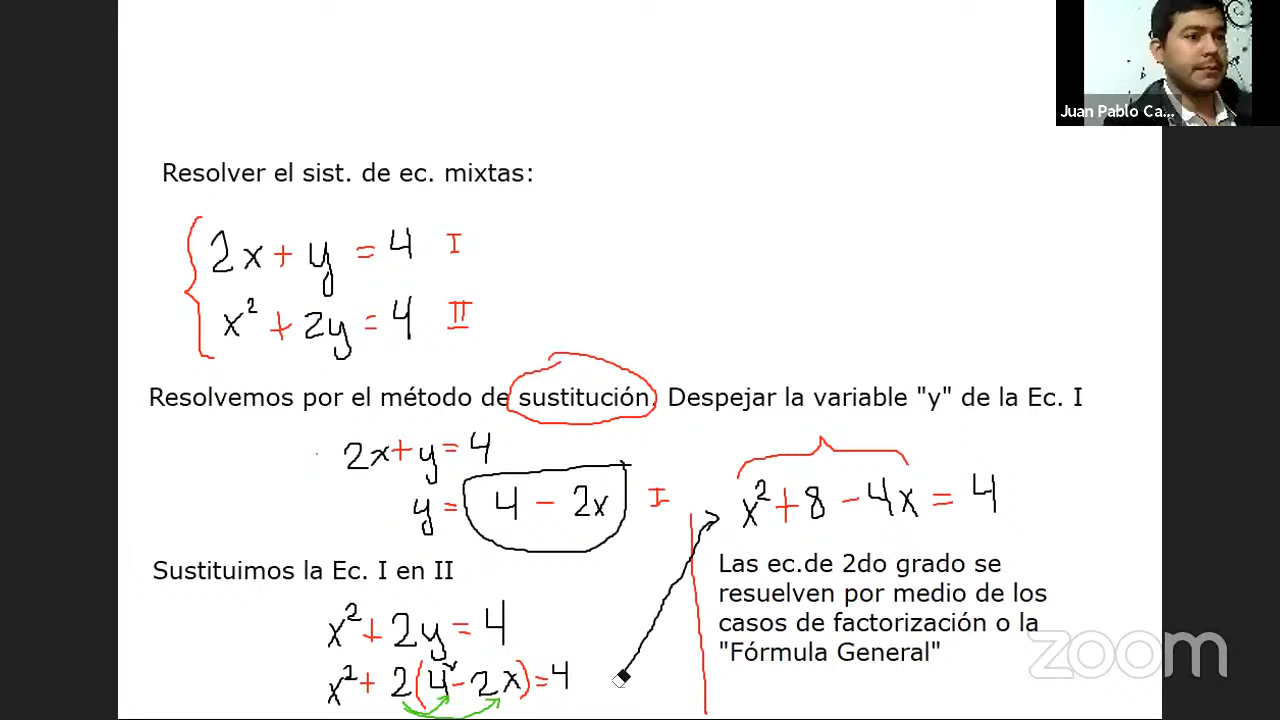 Juan Pablo Ca...
Resolver el sist. de ec. mixtas:
2x + y = 4 I
x² + 2y = 4 II
Resolvemos por el método de sustitución. Despejar la variable "y" de la Ec. I
2x + y = 4
y = 4 - 2x I
Sustituimos la Ec. I en II
x² + 2y = 4
x² + 2(4 - 2x) = 4
x² + 8 - 4x = 4
Las ec.de 2do grado se
resuelven por medio de los
casos de factorización o la
"Fórmula General"
zoom